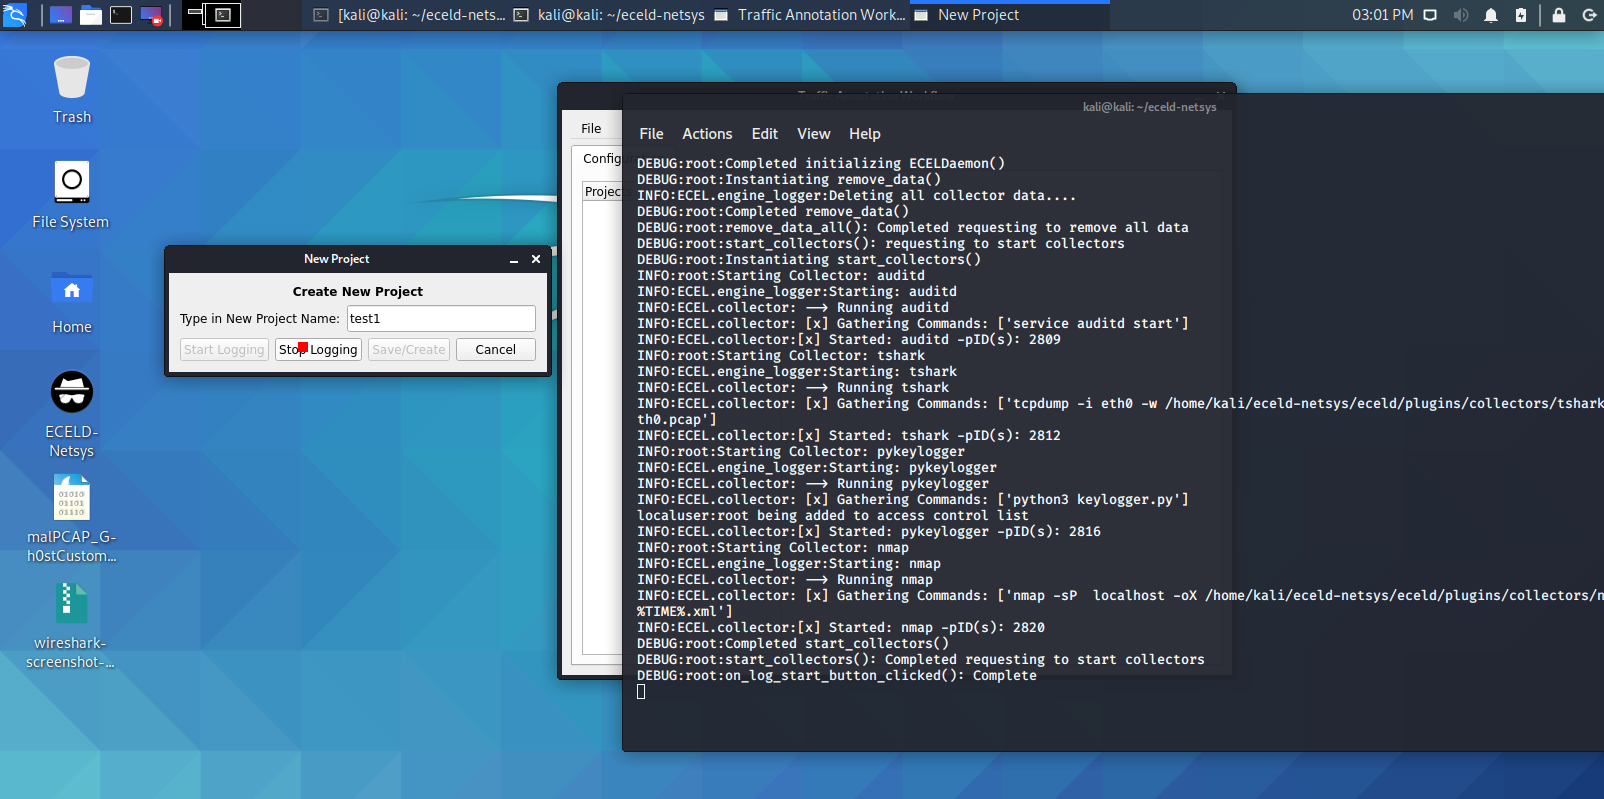 [kali@kali: ~/eceld-nets...
kali@kali: ~/eceld-netsys
Traffic Annotation Work...
New Project
03:01 PM
Trash
File System
Home
ECELD-
Netsys
01010
01101
01110
malPCAP_G-
h0stCustom...
wireshark-
screenshot-...
New Project
Create New Project
Type in New Project Name:
test1
Start Logging
Stop Logging
Save/Create
Cancel
File
Projec
kali@kali: ~/eceld-netsys
File Actions Edit View Help
DEBUG:root:Completed initializing ECELDaemon()
DEBUG:root:Instantiating remove_data()
INFO:ECEL.engine_logger:Deleting all collector data....
DEBUG:root:Completed remove_data()
DEBUG:root:remove_data_all(): Completed requesting to remove all data
DEBUG:root:start_collectors(): requesting to start collectors
DEBUG:root:Instantiating start_collectors()
INFO:root:Starting Collector: auditd
INFO:ECEL.engine_logger:Starting: auditd
INFO:ECEL.collector: --> Running auditd
INFO:ECEL.collector: [x] Gathering Commands: ['service auditd start']
INFO:ECEL.collector:[x] Started: auditd -pID(s): 2809
INFO:root:Starting Collector: tshark
INFO:ECEL.engine_logger:Starting: tshark
INFO:ECEL.collector: --> Running tshark
INFO:ECEL.collector: [x] Gathering Commands: ['tcpdump -i eth0 -w /home/kali/eceld-netsys/eceld/plugins/collectors/tshark
th0.pcap']
INFO:ECEL.collector:[x] Started: tshark -pID(s): 2812
INFO:root:Starting Collector: pykeylogger
INFO:ECEL.engine_logger:Starting: pykeylogger
INFO:ECEL.collector: --> Running pykeylogger
INFO:ECEL.collector: [x] Gathering Commands: ['python3 keylogger.py']
localuser:root being added to access control list
INFO:ECEL.collector:[x] Started: pykeylogger -pID(s): 2816
INFO:root:Starting Collector: nmap
INFO:ECEL.engine_logger:Starting: nmap
INFO:ECEL.collector: --> Running nmap
INFO:ECEL.collector: [x] Gathering Commands: ['nmap -sP  localhost -oX /home/kali/eceld-netsys/eceld/plugins/collectors/n
%TIME%.xml']
INFO:ECEL.collector:[x] Started: nmap -pID(s): 2820
DEBUG:root:Completed start_collectors()
DEBUG:root:start_collectors(): Completed requesting to start collectors
DEBUG:root:on_log_start_button_clicked(): Complete